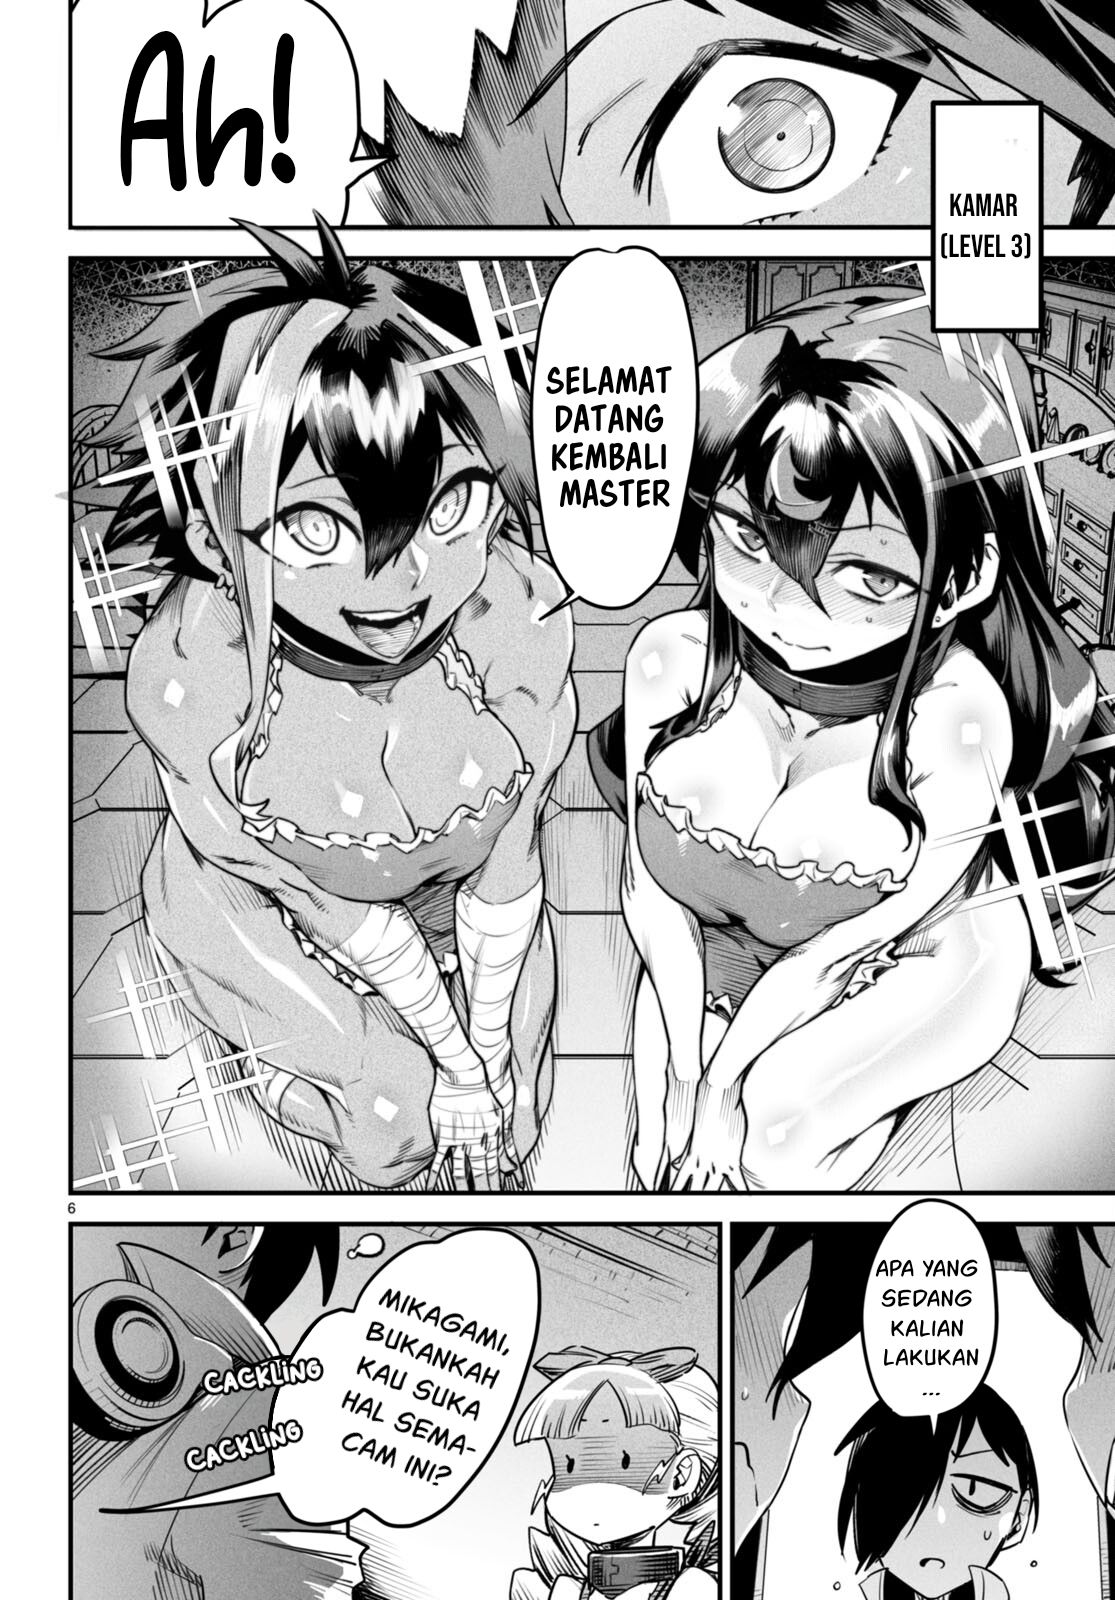 Ah!
KAMAR
(LEVEL 3)
SELAMAT
DATANG
KEMBALI
MASTER
6
MIKAGAMI,
BUKANKAH
KAU SUKA
HAL SEMA-
CAM INI?
CACKLING
CACKLING
APA YANG
SEDANG
KALIAN
LAKUKAN
...